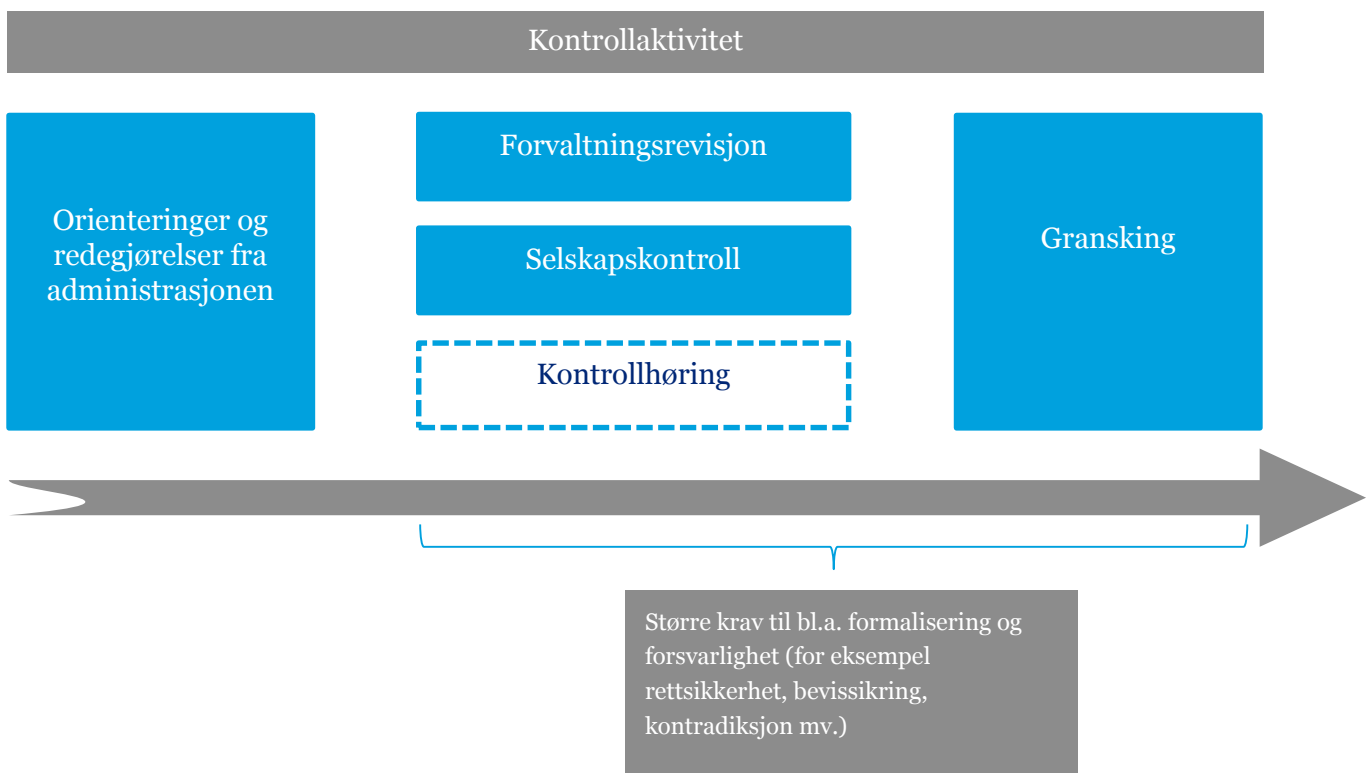 Kontrollaktivitet
Orienteringer og
redegjørelser fra
administrasjonen
Forvaltningsrevisjon
Selskapskontroll
Kontrollhøring
Gransking
Større krav til bl.a. formalisering og
forsvarlighet (for eksempel
rettsikkerhet, bevissikring,
kontradiksjon mv.)